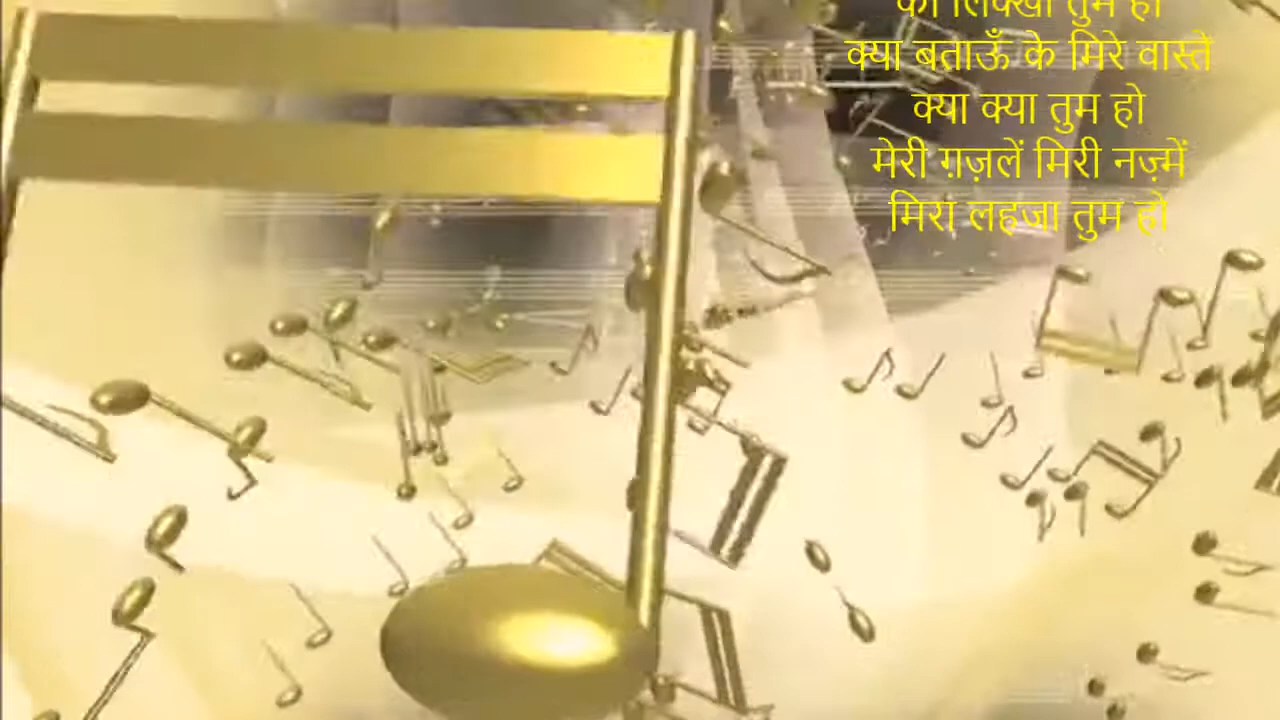 का लिक्खा तुम हो
क्या बताऊँ के मिरे वास्ते
क्या क्या तुम हो
मेरी ग़ज़लें मिरी नज़्में
मिरा लहजा तुम हो